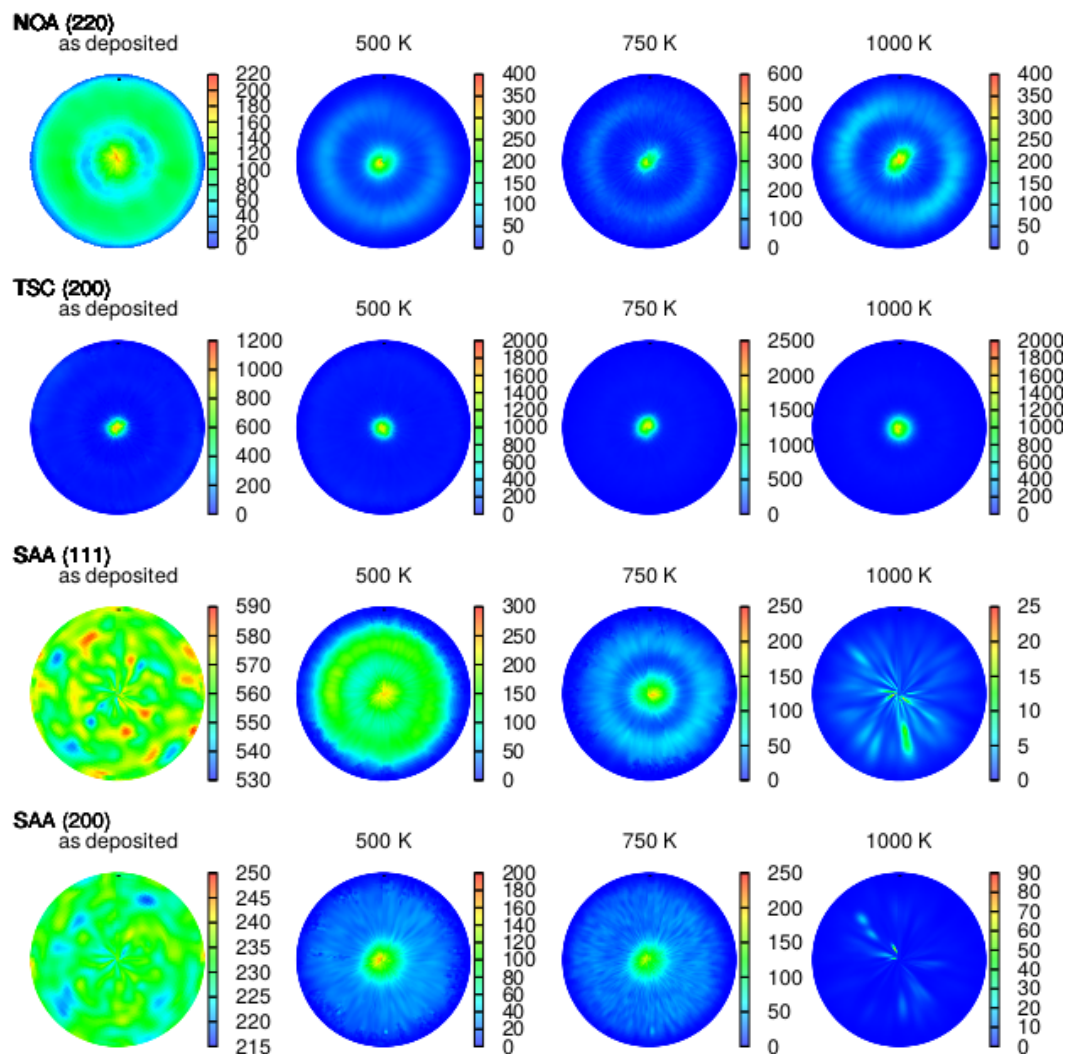 NOA (220)
as deposited 500 K 750 K 1000 K
220 200 180 160 140 120 100 80 60 40 20 0
400 350 300 250 200 150 100 50 0
600 500 400 300 200 100 0
400 350 300 250 200 150 100 50 0
TSC (200)
as deposited 500 K 750 K 1000 K
1200 1000 800 600 400 200 0
2000 1800 1600 1400 1200 1000 800 600 400 200 0
2500 2000 1500 1000 500 0
2000 1800 1600 1400 1200 1000 800 600 400 200 0
SAA (111)
as deposited 500 K 750 K 1000 K
590 580 570 560 550 540 530
300 250 200 150 100 50 0
250 200 150 100 50 0
25 20 15 10 5 0
SAA (200)
as deposited 500 K 750 K 1000 K
250 245 240 235 230 225 220 215
200 180 160 140 120 100 80 60 40 20 0
250 200 150 100 50 0
90 80 70 60 50 40 30 20 10 0